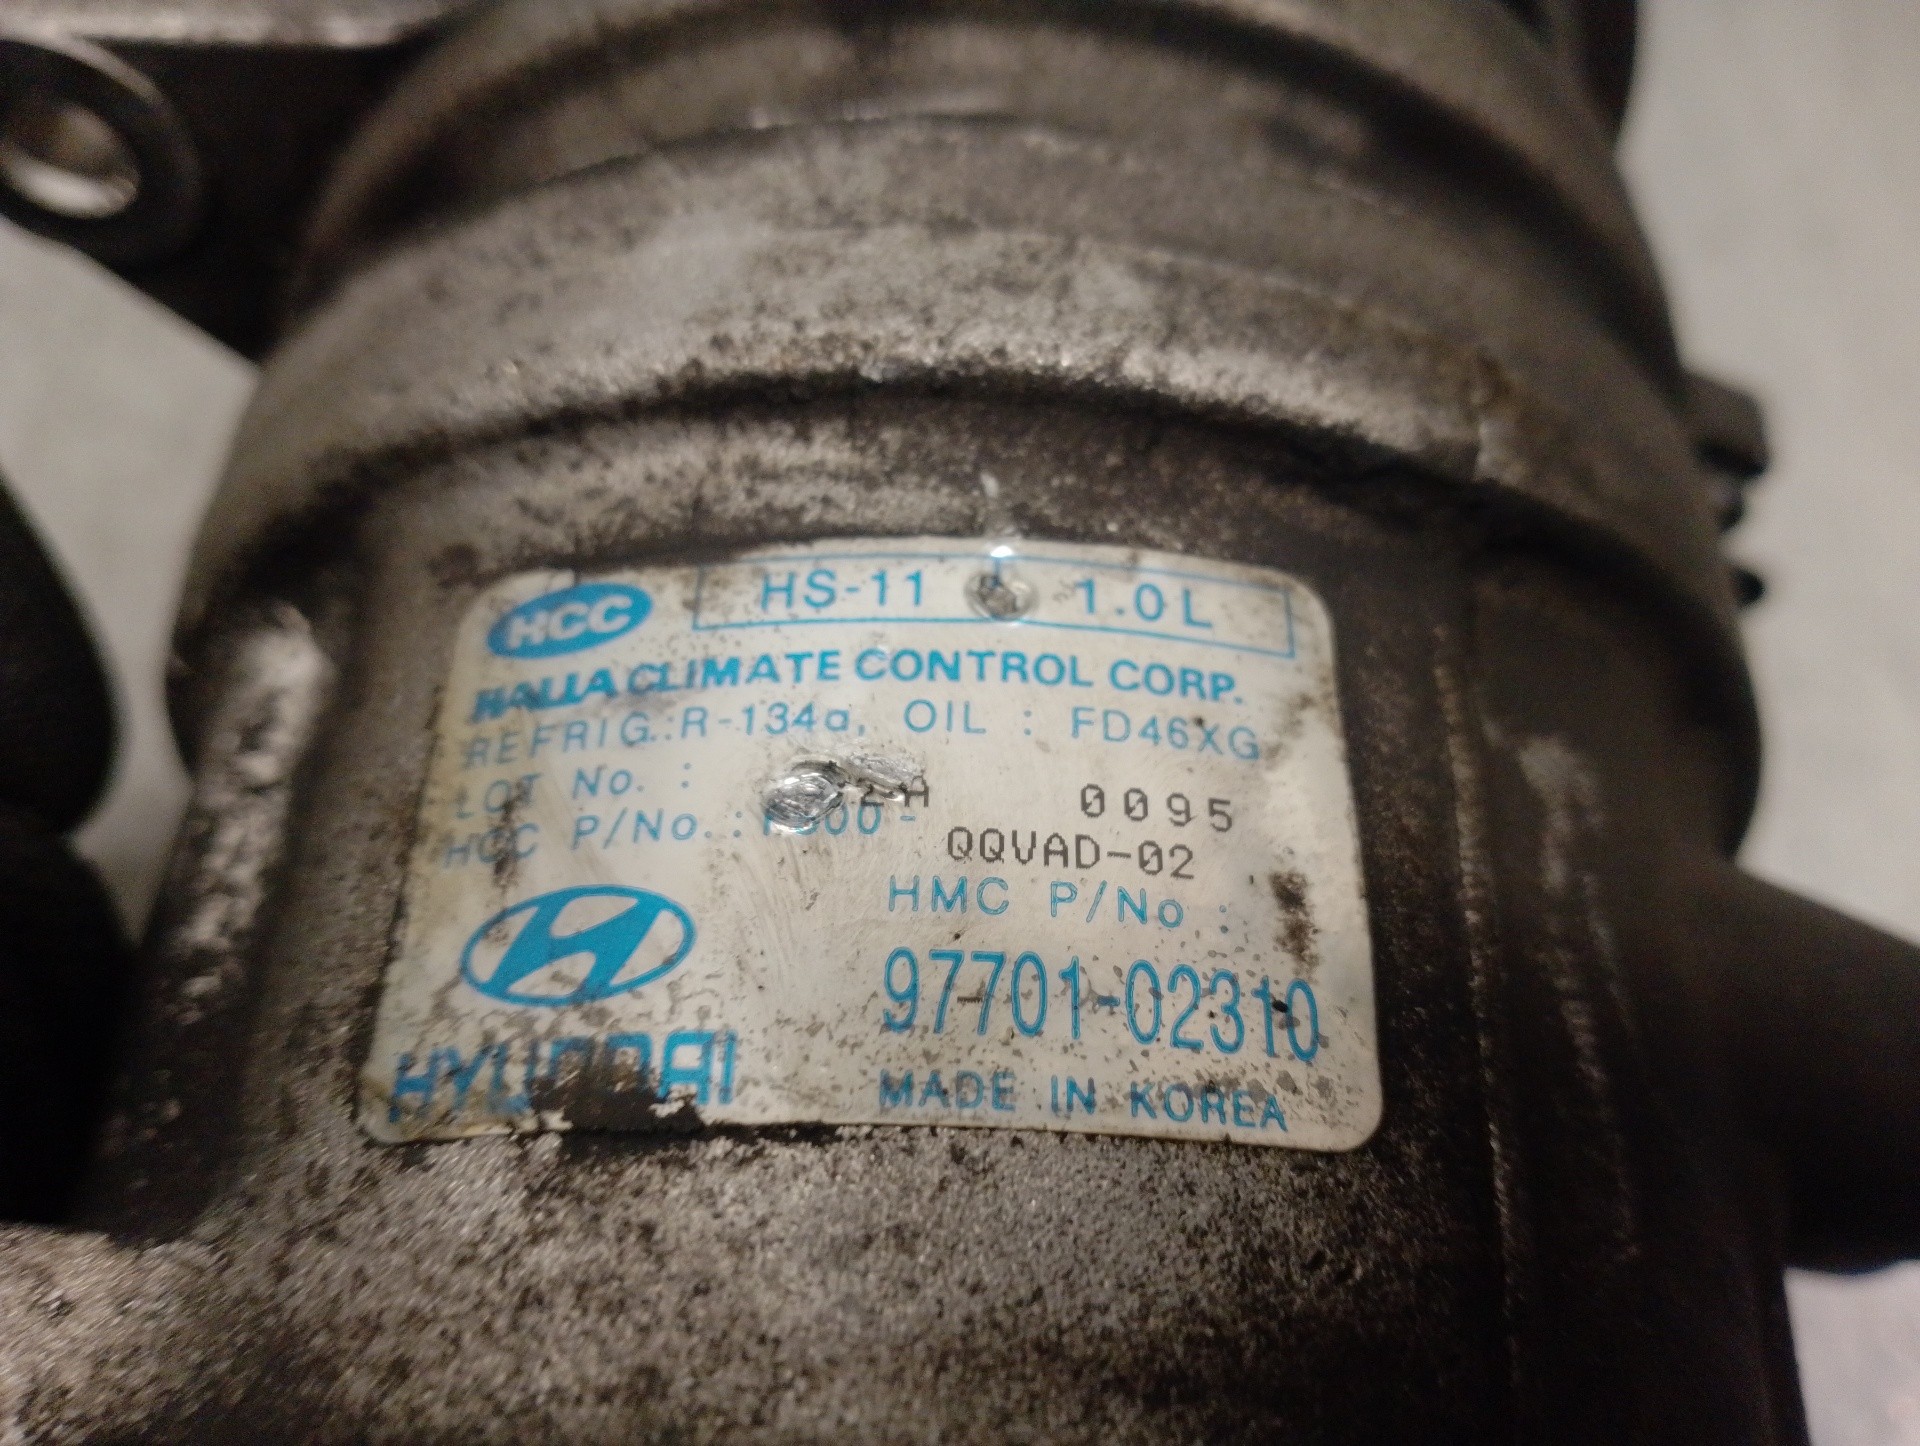 HCC HS-11 1.0L
HALLA CLIMATE CONTROL CORP.
REFRIG.:R-134a, OIL : FD46XG
LOT No. : 0095
HCC P/No. : QQVAD-02
HMC P/No :
97701-02310
HYUNDAI
MADE IN KOREA